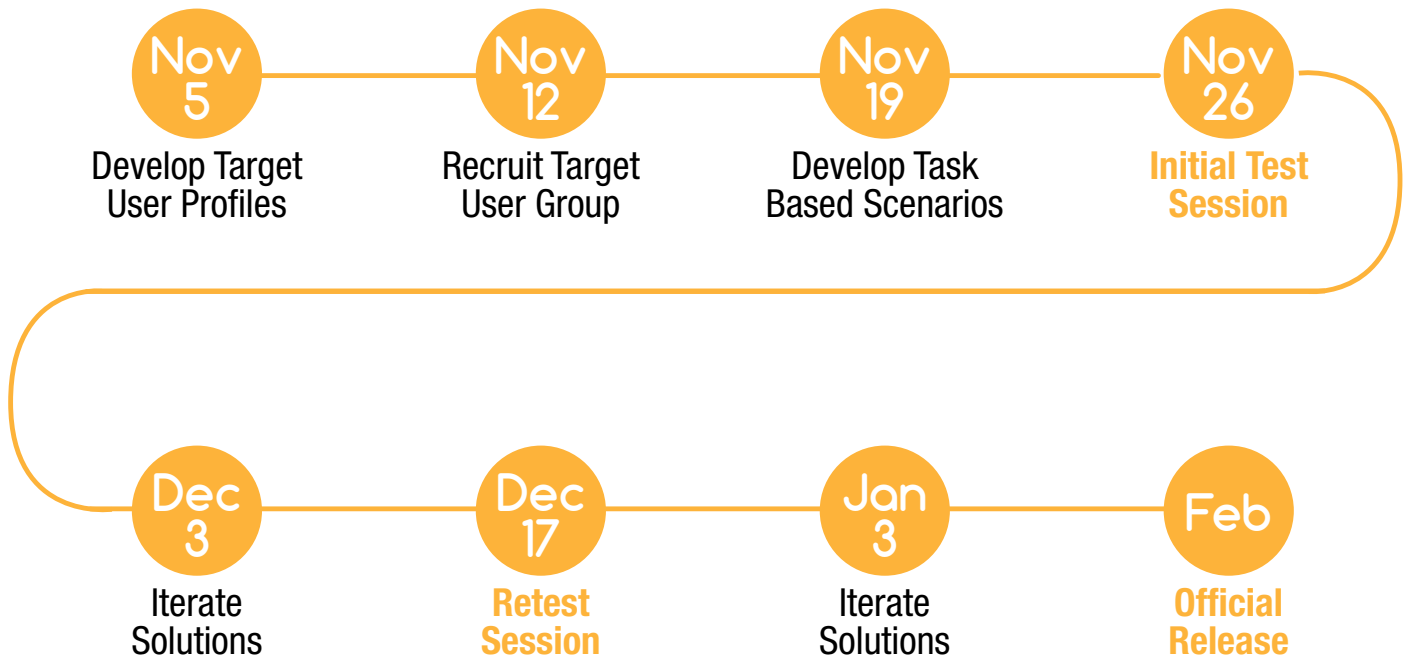 Nov
5
Develop Target
User Profiles
Nov
12
Recruit Target
User Group
Nov
19
Develop Task
Based Scenarios
Nov
26
Initial Test
Session
Dec
3
Iterate
Solutions
Dec
17
Retest
Session
Jan
3
Iterate
Solutions
Feb
Official
Release